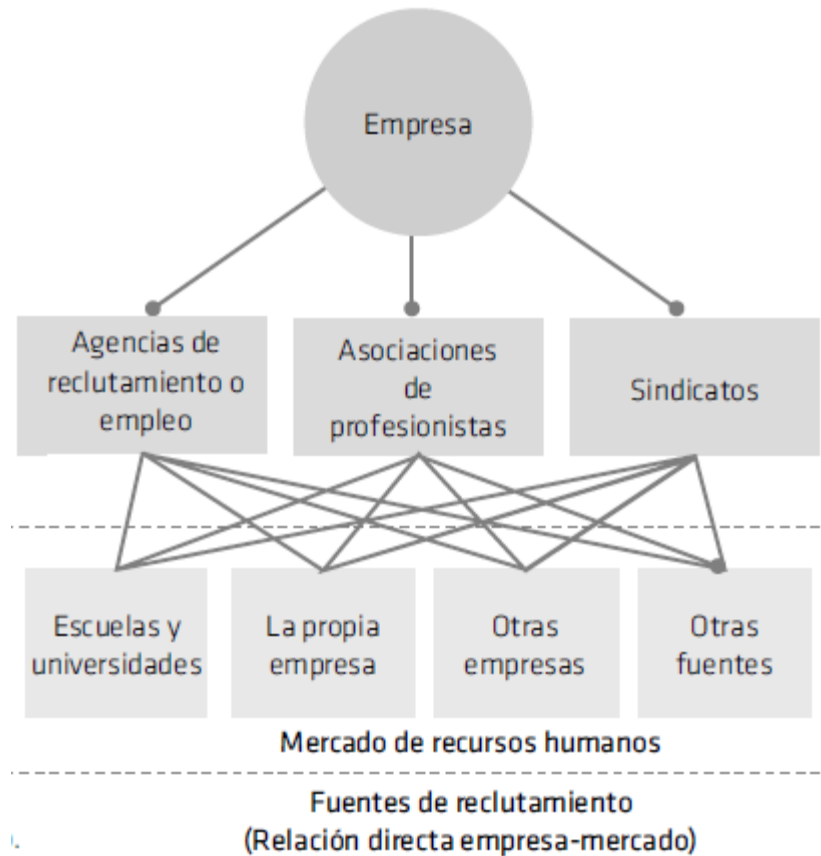 Empresa
Agencias de
reclutamiento o
empleo
Asociaciones
de
profesionistas
Sindicatos
Escuelas y
universidades
La propia
empresa
Otras
empresas
Otras
fuentes
Mercado de recursos humanos
Fuentes de reclutamiento
(Relación directa empresa-mercado)